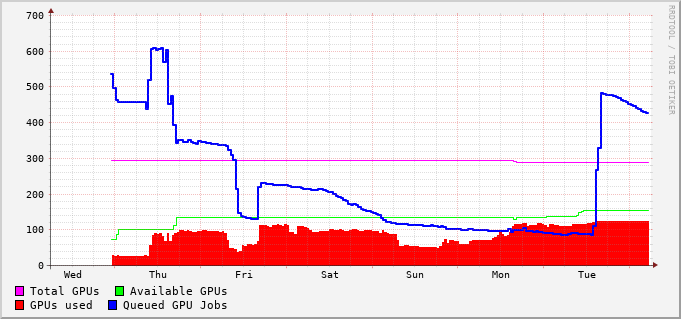 700
600
500
400
300
200
100
0
Wed Thu Fri Sat Sun Mon Tue
Total GPUs Available GPUs
GPUs used Queued GPU Jobs
RRDTOOL / TOBI OETIKER